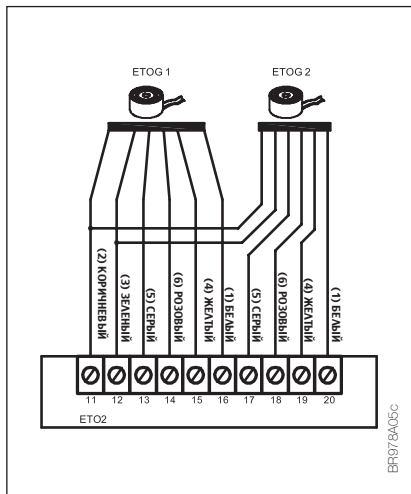 ETOG 1
ETOG 2
(2) КОРИЧНЕВЫЙ
(3) ЗЕЛЕНЫЙ
(5) СЕРЫЙ
(6) РОЗОВЫЙ
(4) ЖЕЛТЫЙ
(1) БЕЛЫЙ
(5) СЕРЫЙ
(6) РОЗОВЫЙ
(4) ЖЕЛТЫЙ
(1) БЕЛЫЙ
11 12 13 14 15 16 17 18 19 20
ETO2
BR978A05c